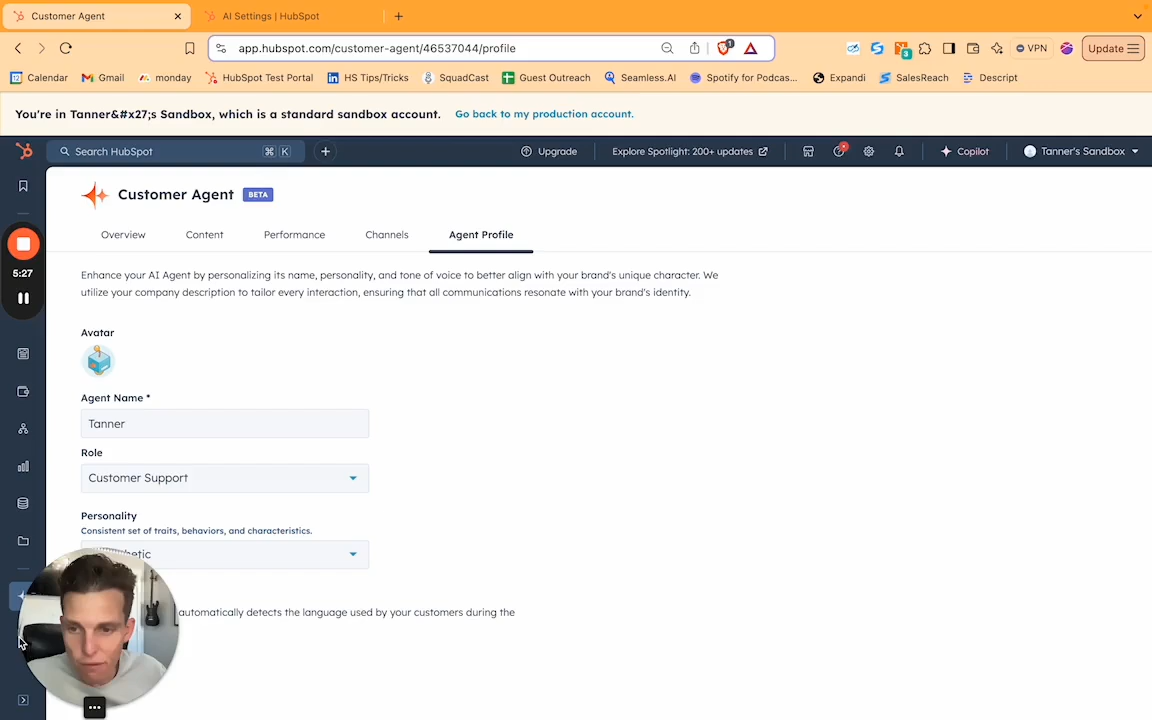 Customer Agent
AI Settings | HubSpot
app.hubspot.com/customer-agent/46537044/profile
1
3
VPN
Update
12 Calendar
Gmail
monday
HubSpot Test Portal
HS Tips/Tricks
SquadCast
Guest Outreach
Seamless.AI
Spotify for Podcas...
Expandi
SalesReach
Descript
You're in Tanner&#x27;s Sandbox, which is a standard sandbox account. Go back to my production account.
Search HubSpot ⌘ K
Upgrade
Explore Spotlight: 200+ updates
Copilot
Tanner's Sandbox
Customer Agent BETA
Overview
Content
Performance
Channels
Agent Profile
5:27
Enhance your AI Agent by personalizing its name, personality, and tone of voice to better align with your brand's unique character. We
utilize your company description to tailor every interaction, ensuring that all communications resonate with your brand's identity.
Avatar
Agent Name *
Tanner
Role
Customer Support
Personality
Consistent set of traits, behaviors, and characteristics.
automatically detects the language used by your customers during the